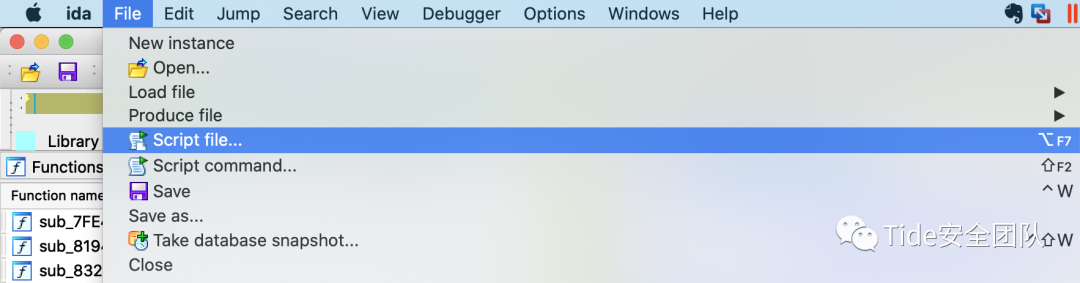 ida File Edit Jump Search View Debugger Options Windows Help
New instance
Open...
Load file
Produce file
Library
Script file... ⌥F7
Functions
Script command... ⇧F2
Function name
Save ^W
sub_7FE4
Save as...
sub_8194
Take database snapshot... ⇧W
Tide安全团队
sub_832
Close